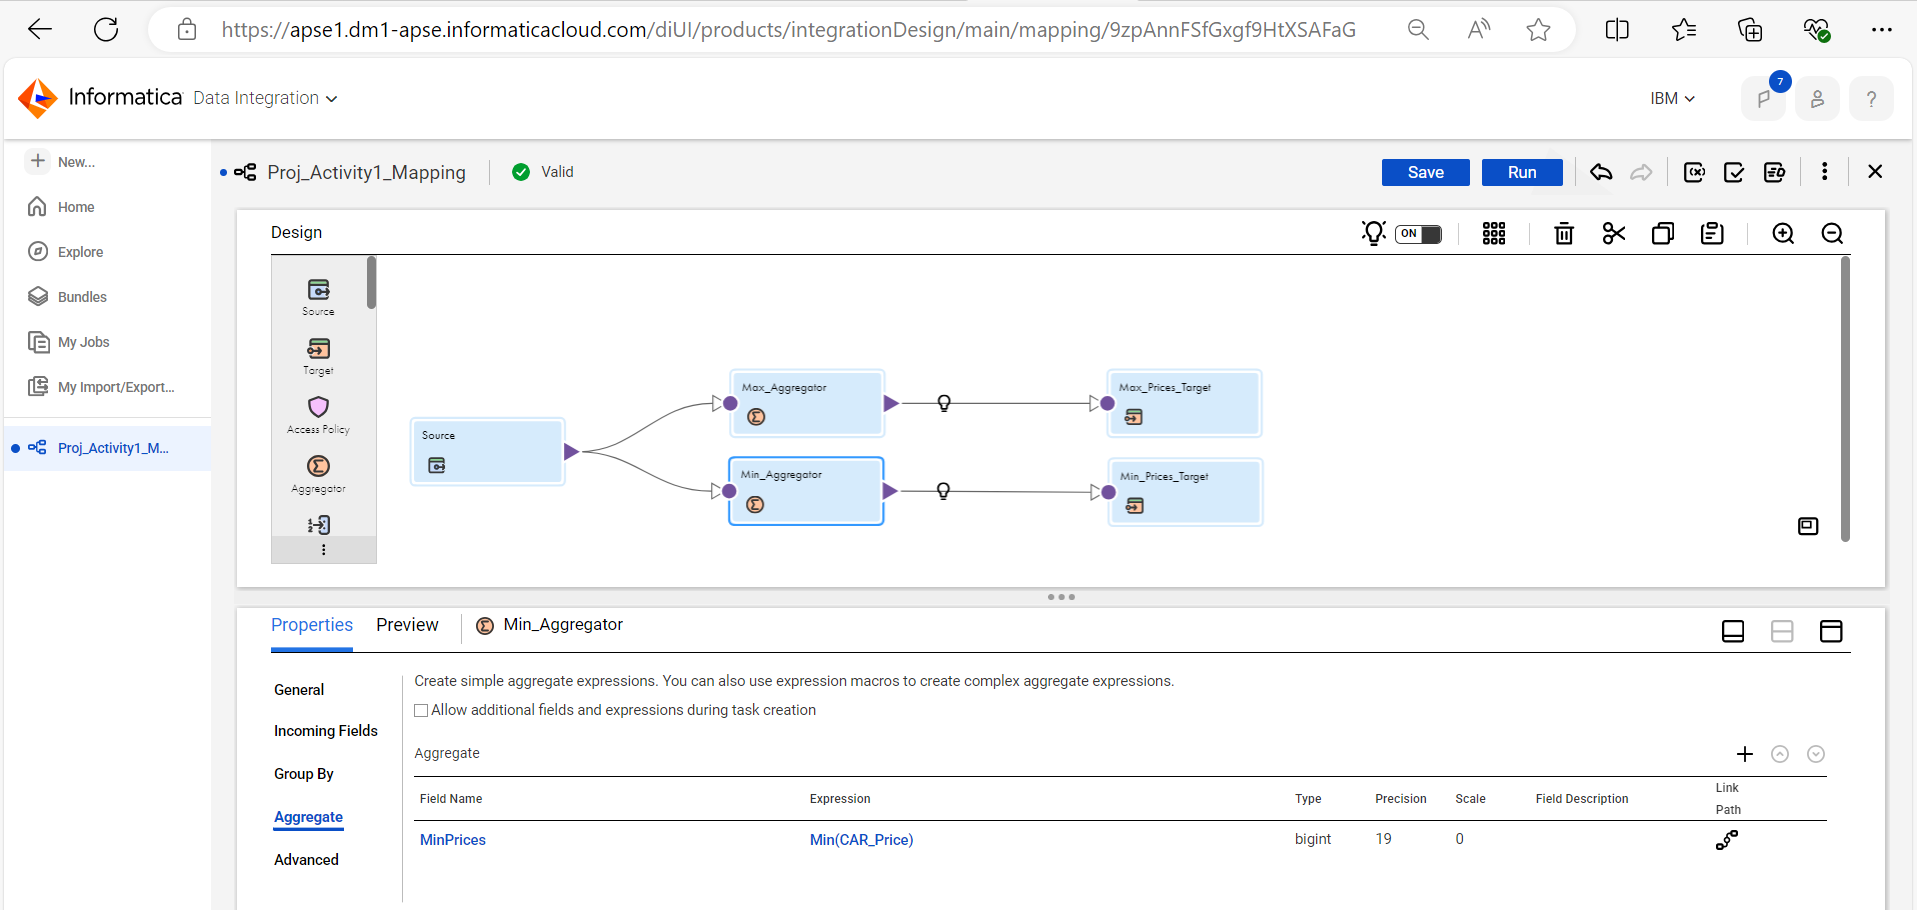 https://apse1.dm1-apse.informaticacloud.com/diUI/products/integrationDesign/main/mapping/9zpAnnFSfGxgf9HtXSAFaG
Informatica Data Integration
IBM
7
?
New...
Home
Explore
Bundles
My Jobs
My Import/Export...
Proj_Activity1_M...
Proj_Activity1_Mapping
Valid
Save
Run
Design
ON
Source
Target
Access Policy
Aggregator
Source
Max_Aggregator
Max_Prices_Target
Min_Aggregator
Min_Prices_Target
Properties
Preview
Min_Aggregator
General
Incoming Fields
Group By
Aggregate
Advanced
Create simple aggregate expressions. You can also use expression macros to create complex aggregate expressions.
Allow additional fields and expressions during task creation
Aggregate
Field Name Expression Type Precision Scale Field Description Link Path
MinPrices Min(CAR_Price) bigint 19 0